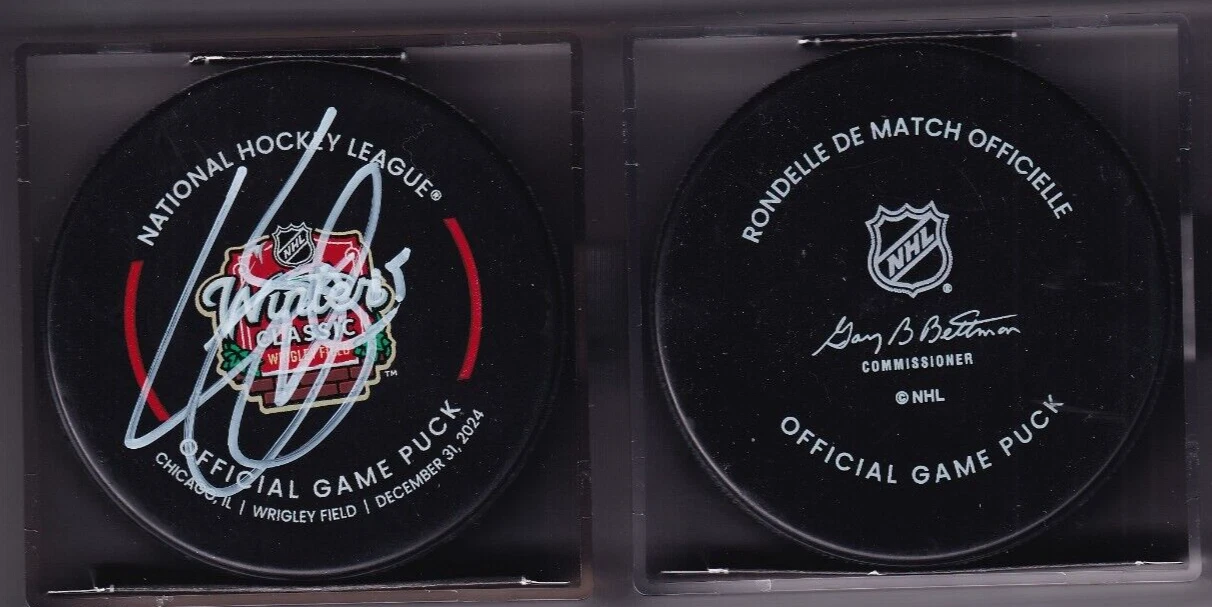 NATIONAL HOCKEY LEAGUE®
NHL
Winter
CLASSIC
WRIGLEY FIELD
™
OFFICIAL GAME PUCK
CHICAGO, IL | WRIGLEY FIELD | DECEMBER 31, 2024
RONDELLE DE MATCH OFFICIELLE
NHL
®
Gary B Bettman
COMMISSIONER
© NHL
OFFICIAL GAME PUCK